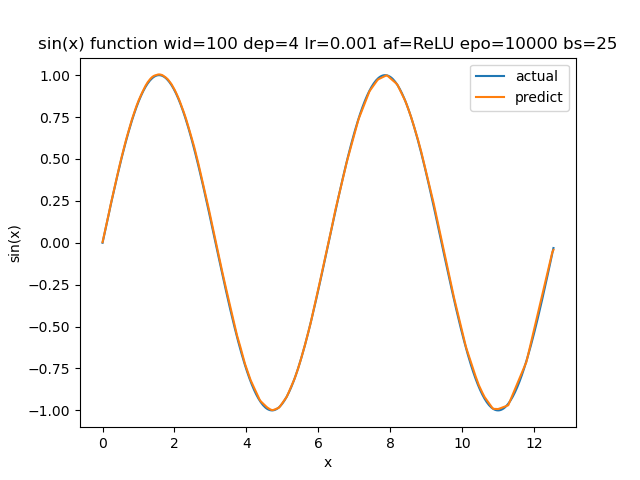 sin(x) function wid=100 dep=4 lr=0.001 af=ReLU epo=10000 bs=25
actual
predict
1.00
0.75
0.50
0.25
0.00
−0.25
−0.50
−0.75
−1.00
sin(x)
0 2 4 6 8 10 12
x